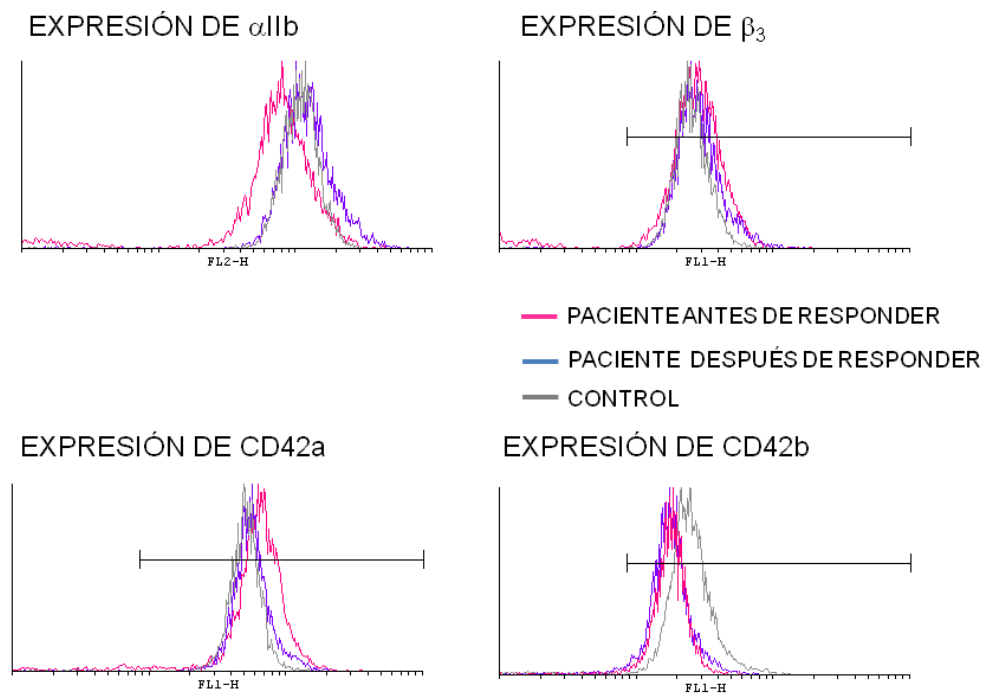 EXPRESIÓN DE αIIb
EXPRESIÓN DE β3
FL2-H
FL1-H
PACIENTE ANTES DE RESPONDER
PACIENTE DESPUÉS DE RESPONDER
CONTROL
EXPRESIÓN DE CD42a
EXPRESIÓN DE CD42b
FL1-H
FL1-H